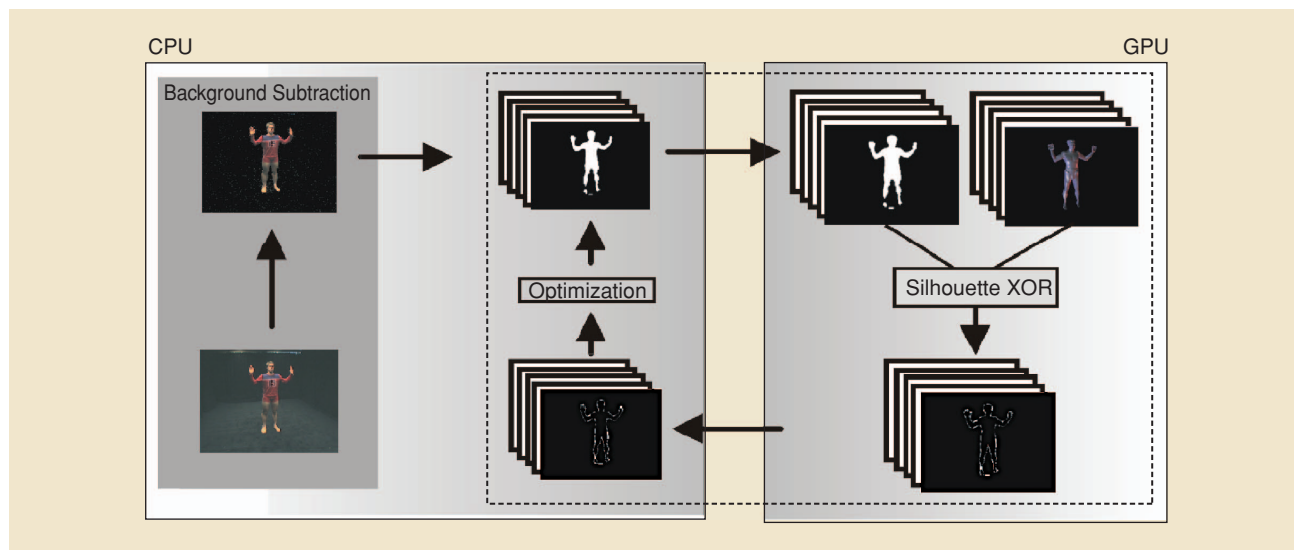 CPU
GPU
Background Subtraction
Optimization
Silhouette XOR